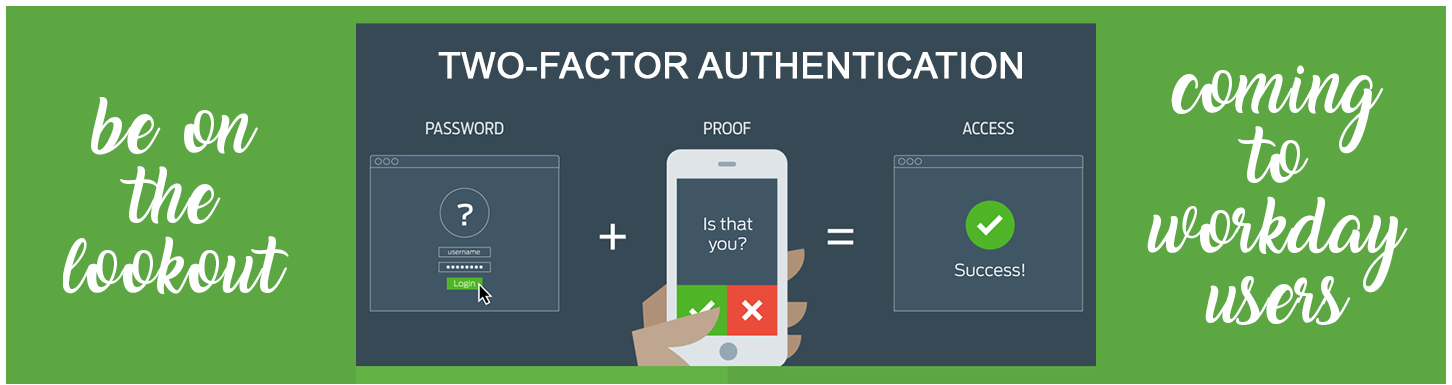 be on
the
lookout
TWO-FACTOR AUTHENTICATION
PASSWORD
?
username
Login
+
PROOF
Is that
you?
=
ACCESS
Success!
coming
to
workday
users